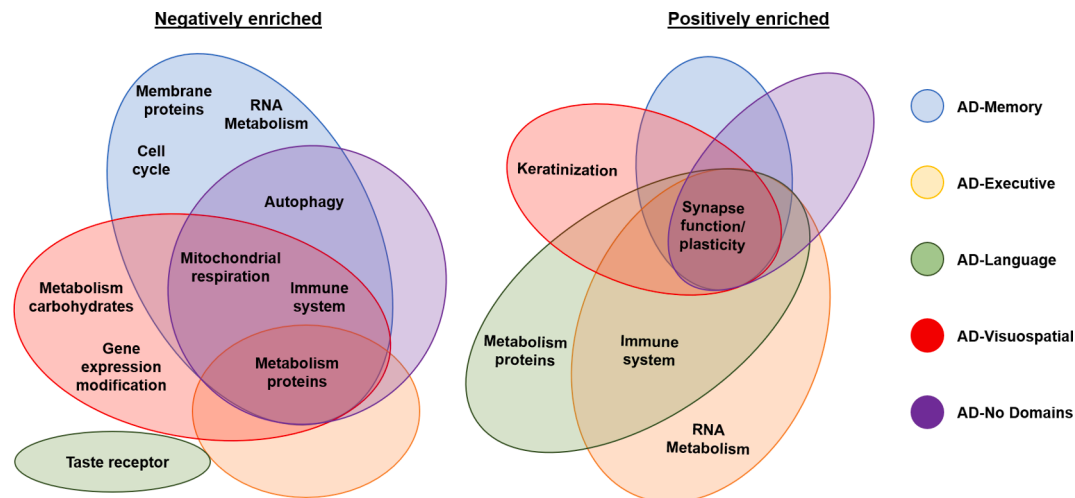 Negatively enriched
Membrane
proteins
RNA
Metabolism
Cell
cycle
Autophagy
Mitochondrial
respiration
Immune
system
Metabolism
carbohydrates
Gene
expression
modification
Metabolism
proteins
Taste receptor
Positively enriched
Keratinization
Synapse
function/
plasticity
Metabolism
proteins
Immune
system
RNA
Metabolism
AD-Memory
AD-Executive
AD-Language
AD-Visuospatial
AD-No Domains